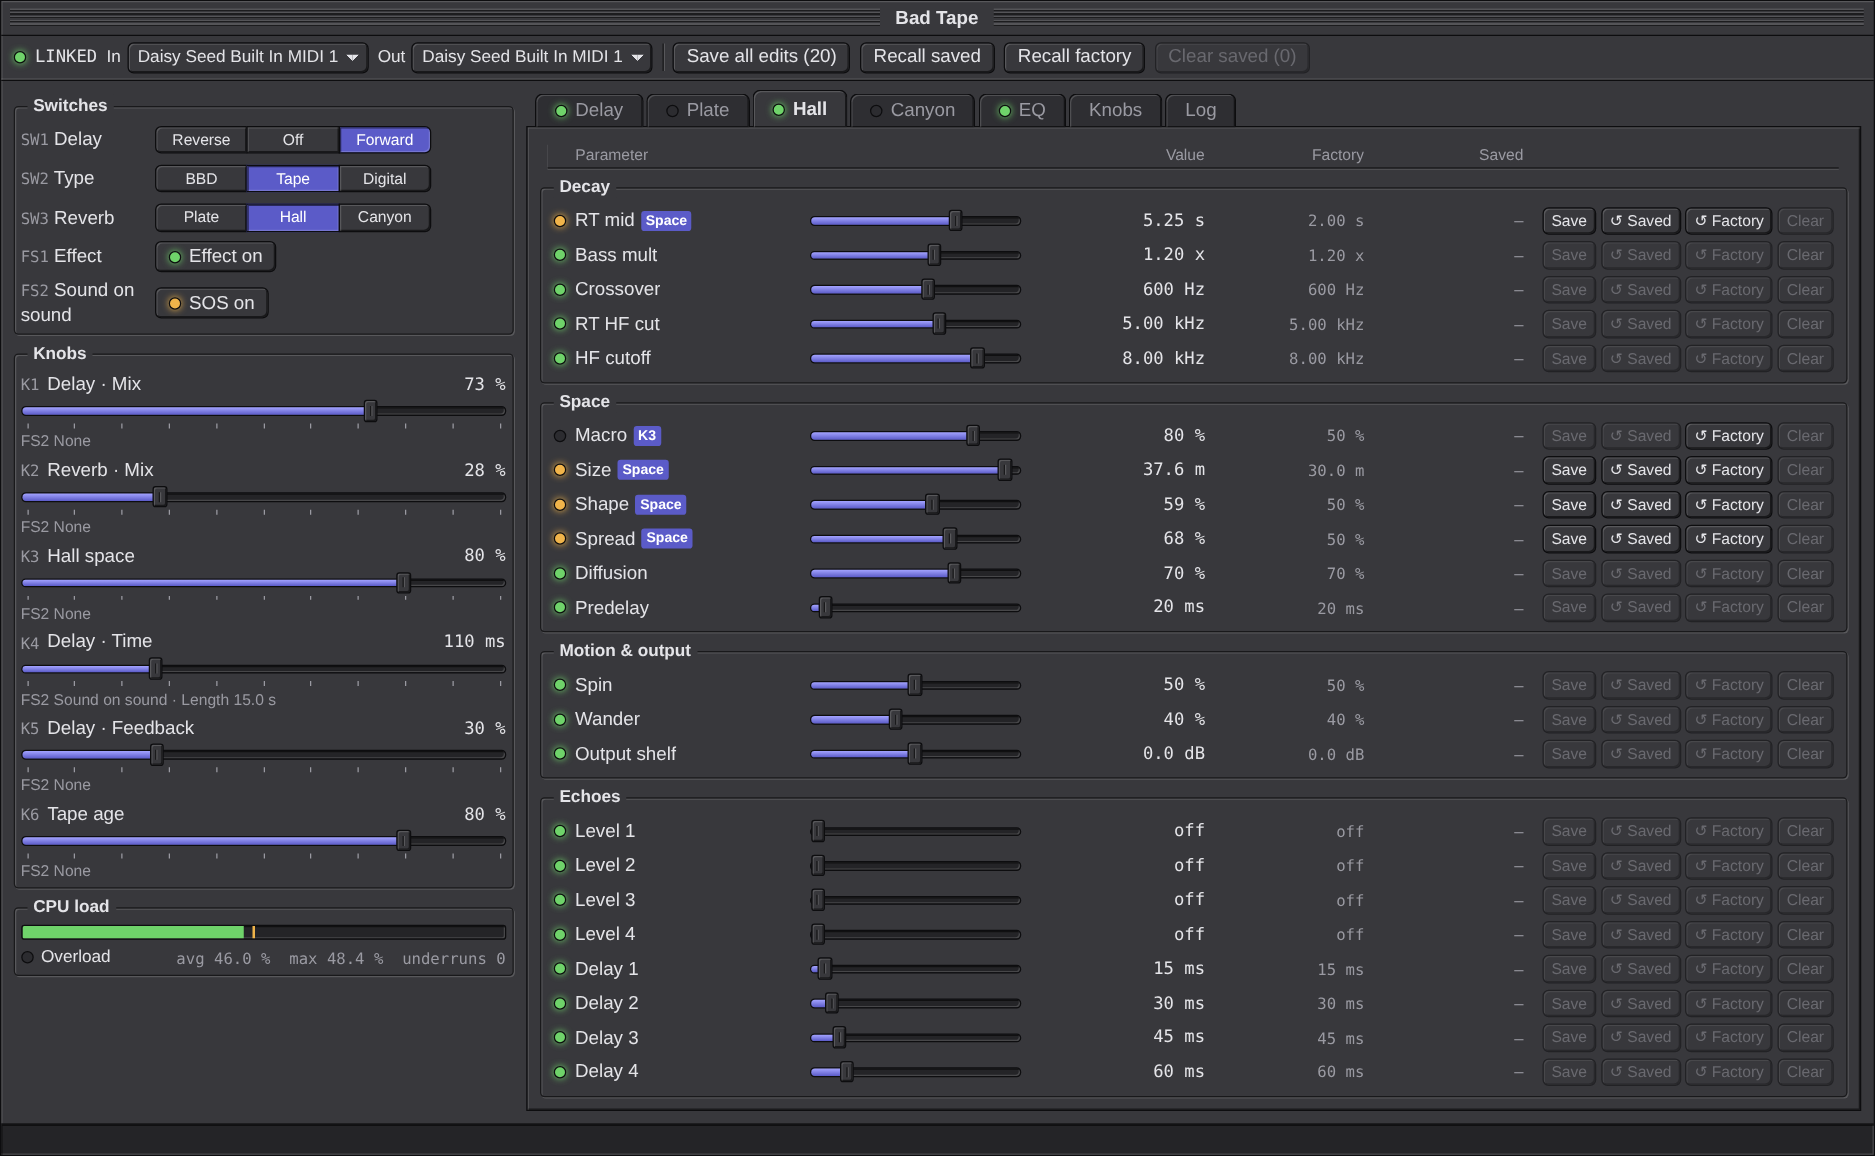 Bad Tape
LINKED In Daisy Seed Built In MIDI 1 Out Daisy Seed Built In MIDI 1 Save all edits (20) Recall saved Recall factory Clear saved (0)
Switches
SW1 Delay Reverse Off Forward
SW2 Type BBD Tape Digital
SW3 Reverb Plate Hall Canyon
FS1 Effect Effect on
FS2 Sound on sound SOS on
Knobs
K1 Delay · Mix 73 %
FS2 None
K2 Reverb · Mix 28 %
FS2 None
K3 Hall space 80 %
FS2 None
K4 Delay · Time 110 ms
FS2 Sound on sound · Length 15.0 s
K5 Delay · Feedback 30 %
FS2 None
K6 Tape age 80 %
FS2 None
CPU load
Overload avg 46.0 % max 48.4 % underruns 0
Delay Plate Hall Canyon EQ Knobs Log
Parameter Value Factory Saved
Decay
RT mid Space 5.25 s 2.00 s – Save ↺ Saved ↺ Factory Clear
Bass mult 1.20 x 1.20 x – Save ↺ Saved ↺ Factory Clear
Crossover 600 Hz 600 Hz – Save ↺ Saved ↺ Factory Clear
RT HF cut 5.00 kHz 5.00 kHz – Save ↺ Saved ↺ Factory Clear
HF cutoff 8.00 kHz 8.00 kHz – Save ↺ Saved ↺ Factory Clear
Space
Macro K3 80 % 50 % – Save ↺ Saved ↺ Factory Clear
Size Space 37.6 m 30.0 m – Save ↺ Saved ↺ Factory Clear
Shape Space 59 % 50 % – Save ↺ Saved ↺ Factory Clear
Spread Space 68 % 50 % – Save ↺ Saved ↺ Factory Clear
Diffusion 70 % 70 % – Save ↺ Saved ↺ Factory Clear
Predelay 20 ms 20 ms – Save ↺ Saved ↺ Factory Clear
Motion & output
Spin 50 % 50 % – Save ↺ Saved ↺ Factory Clear
Wander 40 % 40 % – Save ↺ Saved ↺ Factory Clear
Output shelf 0.0 dB 0.0 dB – Save ↺ Saved ↺ Factory Clear
Echoes
Level 1 off off – Save ↺ Saved ↺ Factory Clear
Level 2 off off – Save ↺ Saved ↺ Factory Clear
Level 3 off off – Save ↺ Saved ↺ Factory Clear
Level 4 off off – Save ↺ Saved ↺ Factory Clear
Delay 1 15 ms 15 ms – Save ↺ Saved ↺ Factory Clear
Delay 2 30 ms 30 ms – Save ↺ Saved ↺ Factory Clear
Delay 3 45 ms 45 ms – Save ↺ Saved ↺ Factory Clear
Delay 4 60 ms 60 ms – Save ↺ Saved ↺ Factory Clear